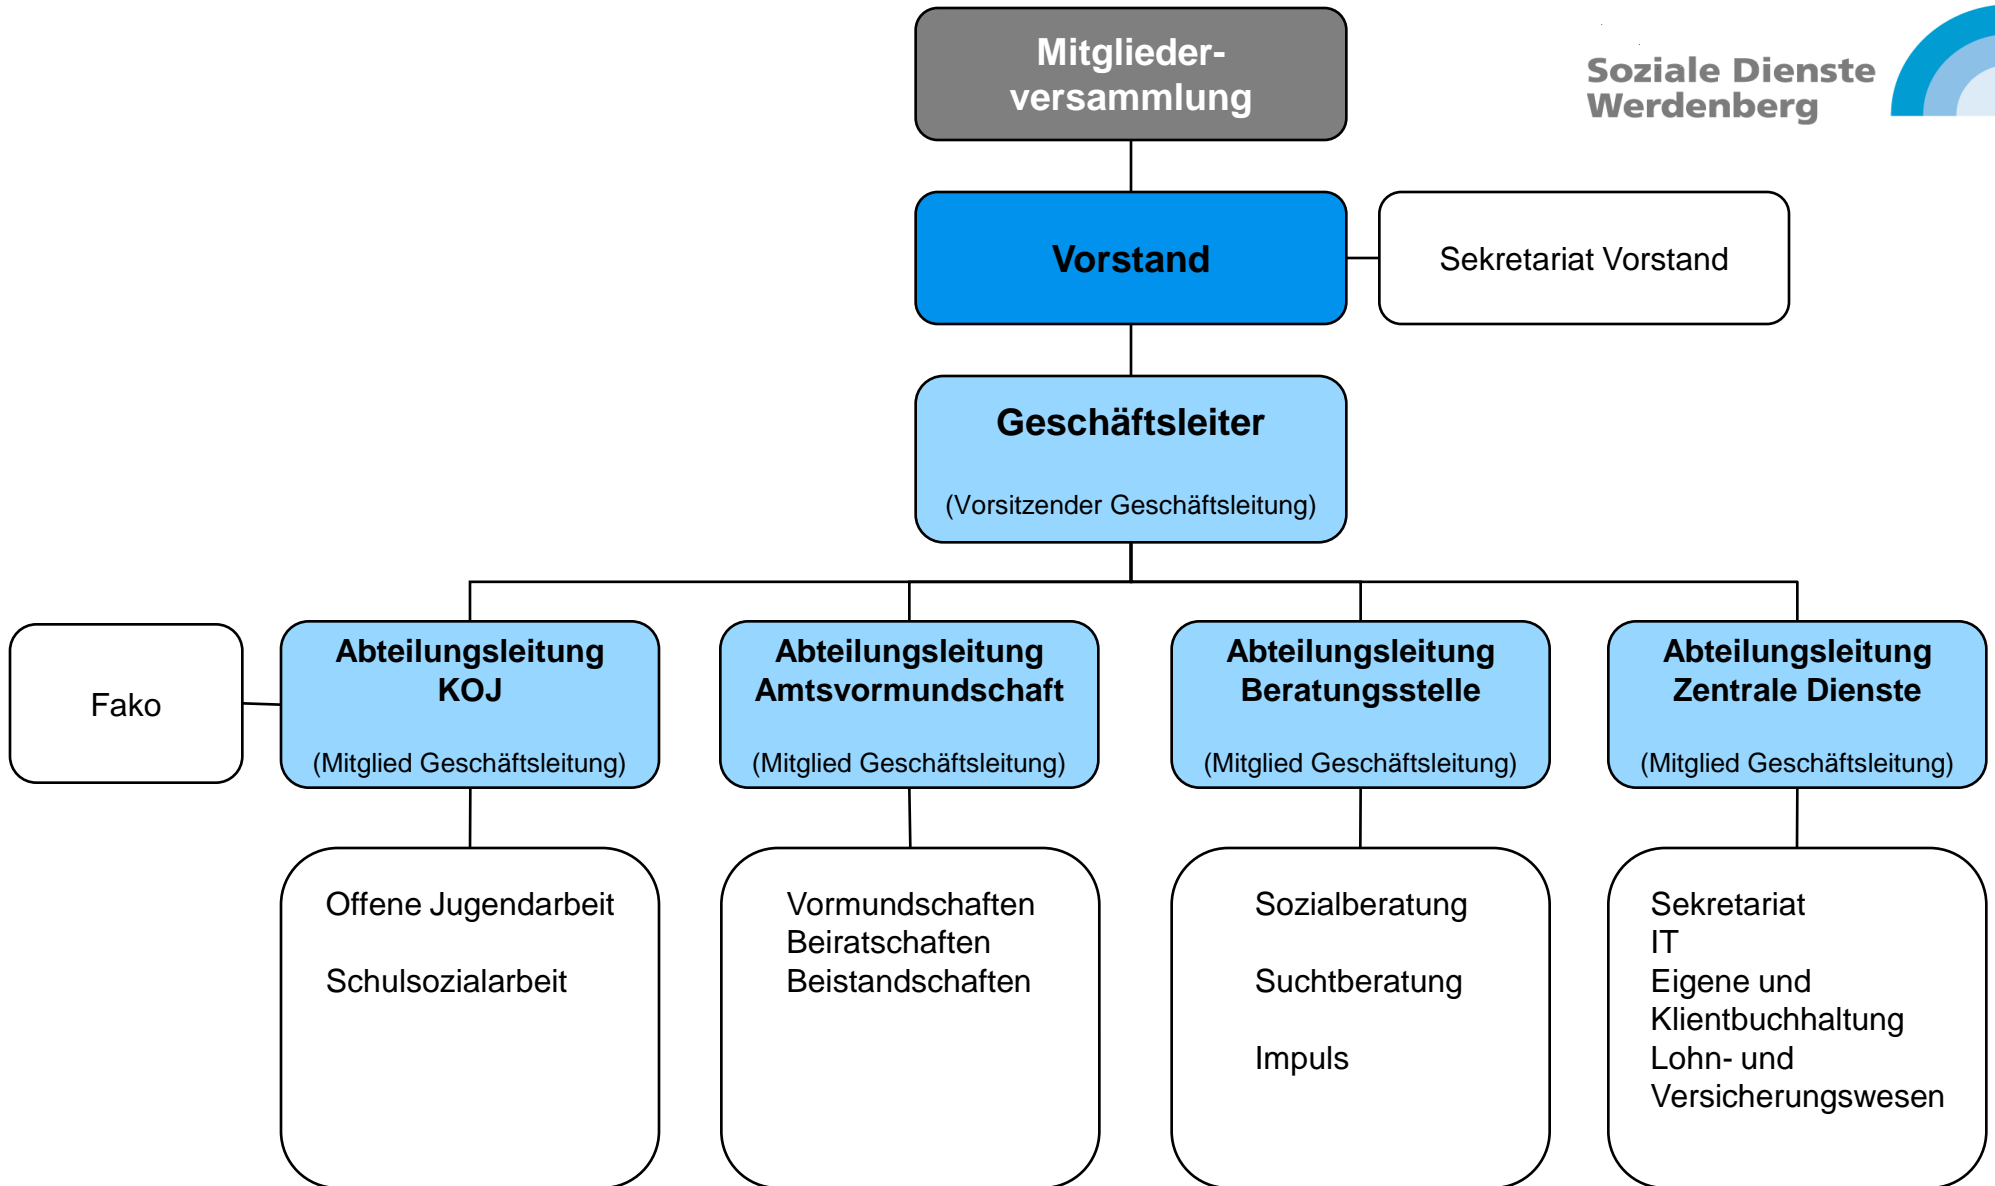 Mitglieder-
versammlung
Soziale Dienste
Werdenberg
Vorstand
Sekretariat Vorstand
Geschäftsleiter
(Vorsitzender Geschäftsleitung)
Fako
Abteilungsleitung
KOJ
(Mitglied Geschäftsleitung)
Abteilungsleitung
Amtsvormundschaft
(Mitglied Geschäftsleitung)
Abteilungsleitung
Beratungsstelle
(Mitglied Geschäftsleitung)
Abteilungsleitung
Zentrale Dienste
(Mitglied Geschäftsleitung)
Offene Jugendarbeit
Schulsozialarbeit
Vormundschaften
Beiratschaften
Beistandschaften
Sozialberatung
Suchtberatung
Impuls
Sekretariat
IT
Eigene und
Klientbuchhaltung
Lohn- und
Versicherungswesen